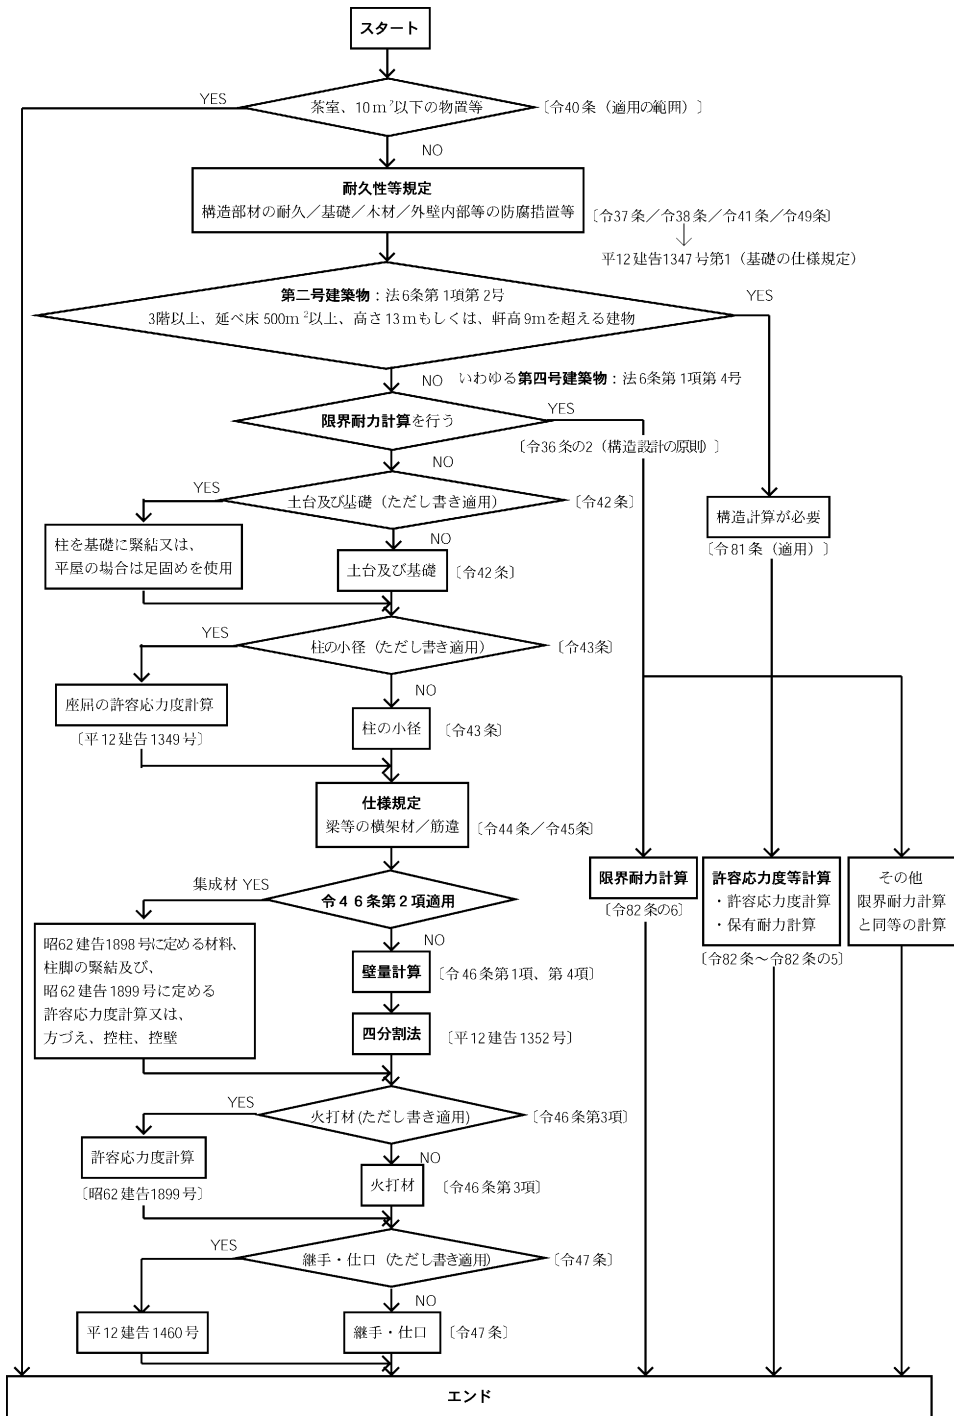 スタート
YES
茶室、10㎡以下の物置等
〔令40条（適用の範囲）〕
NO
耐久性等規定
構造部材の耐久／基礎／木材／外壁内部等の防腐措置等
〔令37条／令38条／令41条／令49条〕
平12建告1347号第1（基礎の仕様規定）
第二号建築物：法6条第1項第2号
3階以上、延べ床500m²以上、高さ13mもしくは、軒高9mを超える建物
YES
NO
いわゆる第四号建築物：法6条第1項第4号
限界耐力計算を行う
YES
〔令36条の2（構造設計の原則）〕
NO
YES
土台及び基礎（ただし書き適用）
〔令42条〕
構造計算が必要
〔令81条（適用）〕
柱を基礎に緊結又は、
平屋の場合は足固めを使用
NO
土台及び基礎
〔令42条〕
YES
柱の小径（ただし書き適用）
〔令43条〕
NO
座屈の許容応力度計算
〔平12建告1349号〕
柱の小径
〔令43条〕
仕様規定
梁等の横架材／筋違
〔令44条／令45条〕
限界耐力計算
〔令82条の6〕
許容応力度等計算
・許容応力度計算
・保有耐力計算
〔令82条～令82条の5〕
その他
限界耐力計算
と同等の計算
集成材 YES
令46条第2項適用
NO
昭62建告1898号に定める材料、
柱脚の緊結及び、
昭62建告1899号に定める
許容応力度計算又は、
方づえ、控柱、控壁
壁量計算
〔令46条第1項、第4項〕
四分割法
〔平12建告1352号〕
YES
火打材(ただし書き適用)
〔令46条第3項〕
NO
許容応力度計算
〔昭62建告1899号〕
火打材
〔令46条第3項〕
YES
継手・仕口（ただし書き適用）
〔令47条〕
NO
平12建告1460号
継手・仕口
〔令47条〕
エンド